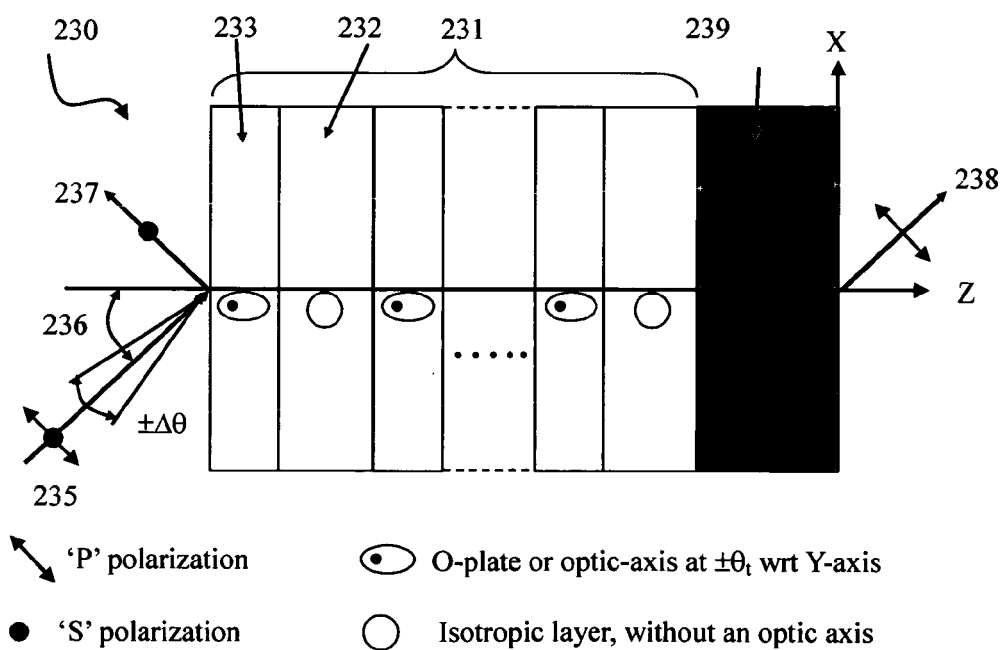 230
233
232
231
239
X
237
238
Z
236
±Δθ
235
'P' polarization
O-plate or optic-axis at ±θt wrt Y-axis
'S' polarization
Isotropic layer, without an optic axis